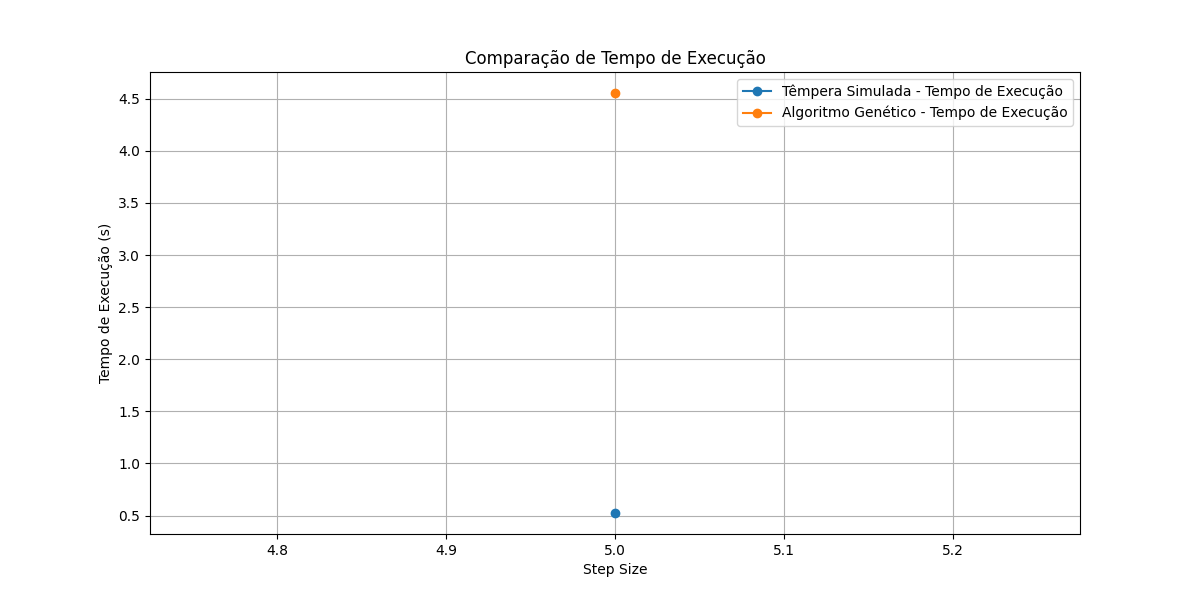 Comparação de Tempo de Execução
Têmpera Simulada - Tempo de Execução
Algoritmo Genético - Tempo de Execução
Tempo de Execução (s)
4.5
4.0
3.5
3.0
2.5
2.0
1.5
1.0
0.5
4.8 4.9 5.0 5.1 5.2
Step Size